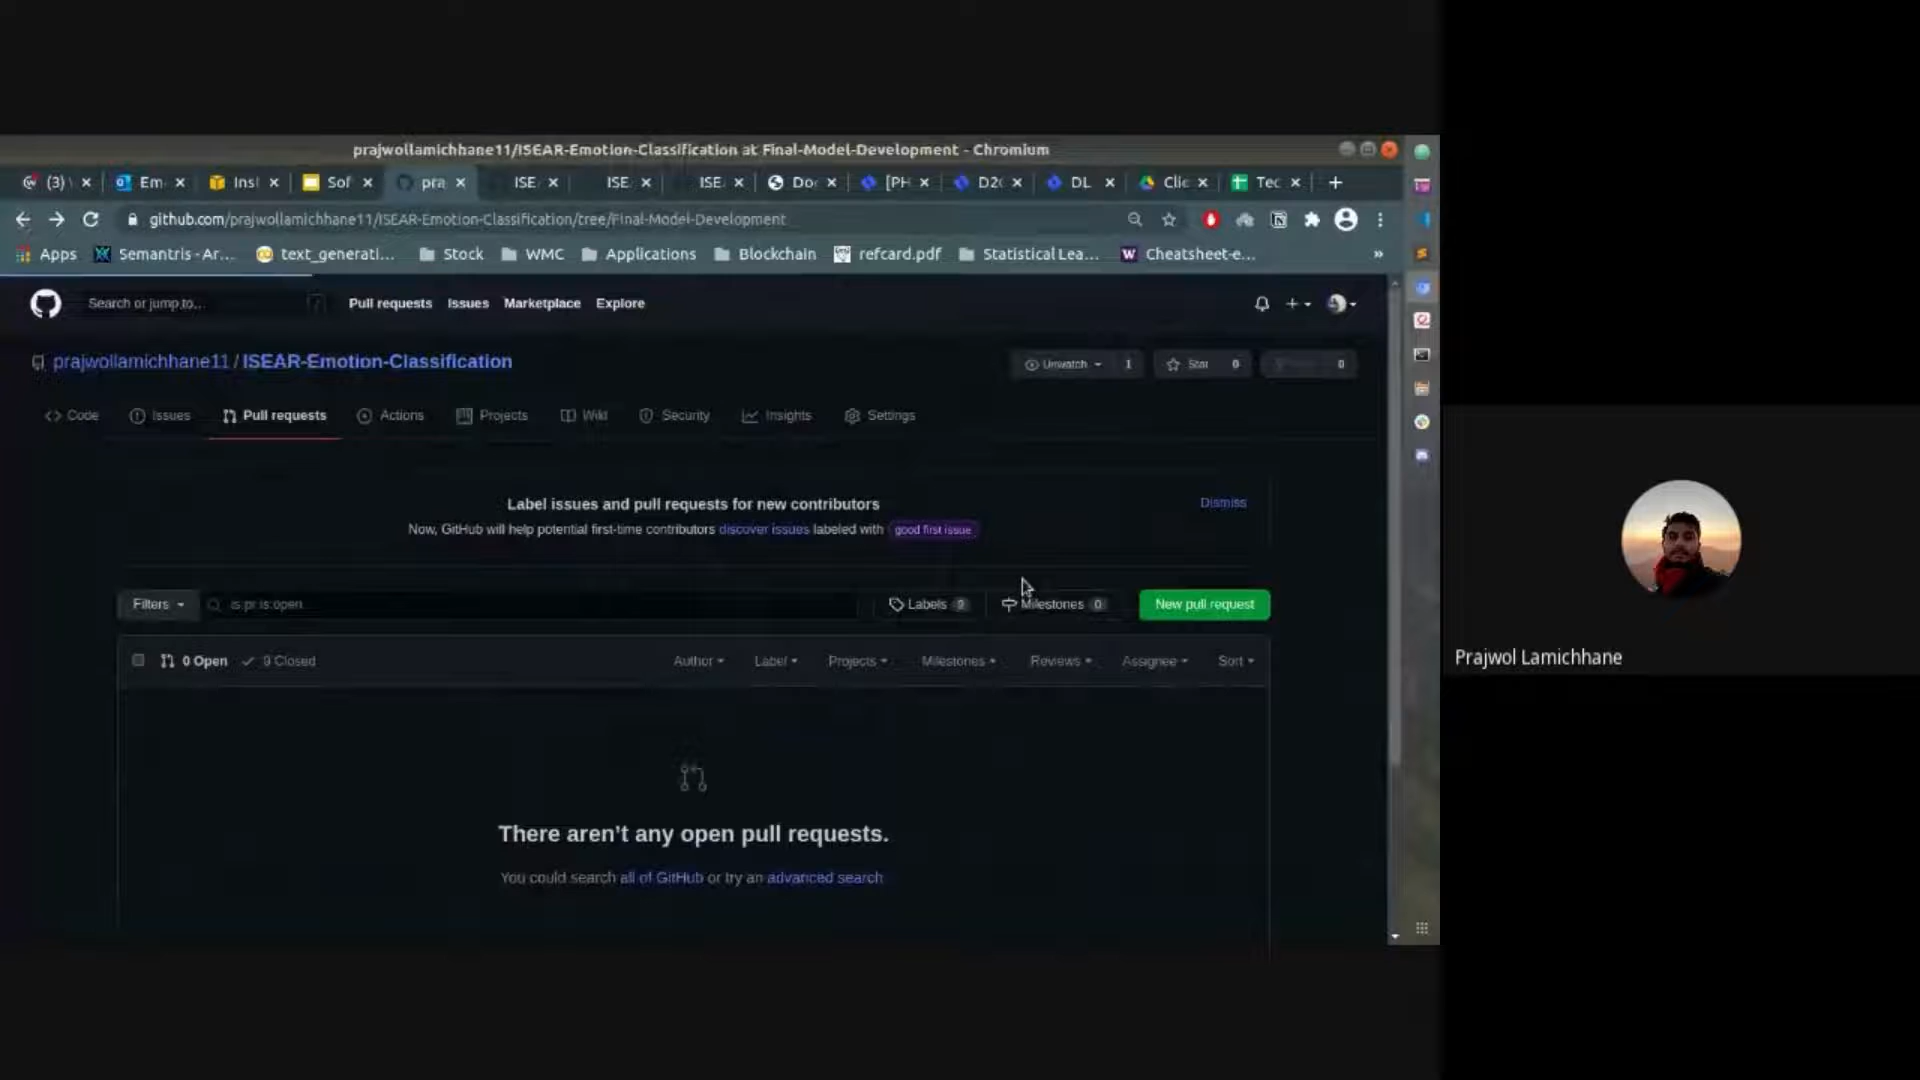 prajwollamichhane11/ISEAR-Emotion-Classification at Final-Model-Development - Chromium
(3) Em Ins Sof pra ISE ISE ISE Do [PH D2 DL Clic Tec
github.com/prajwollamichhane11/ISEAR-Emotion-Classification/tree/Final-Model-Development
Apps Semantris - Ar... text_generati... Stock WMC Applications Blockchain refcard.pdf Statistical Lea... Cheatsheet-e... »
Search or jump to... / Pull requests Issues Marketplace Explore
prajwollamichhane11 / ISEAR-Emotion-Classification
Unwatch 1 Star 0 0
Code Issues Pull requests Actions Projects Wiki Security Insights Settings
Label issues and pull requests for new contributors
Dismiss
Now, GitHub will help potential first-time contributors discover issues labeled with good first issue
Filters is:pr is:open Labels 9 Milestones 0 New pull request
0 Open 0 Closed Author Label Projects Milestones Reviews Assignee Sort
There aren't any open pull requests.
You could search all of GitHub or try an advanced search
Prajwol Lamichhane